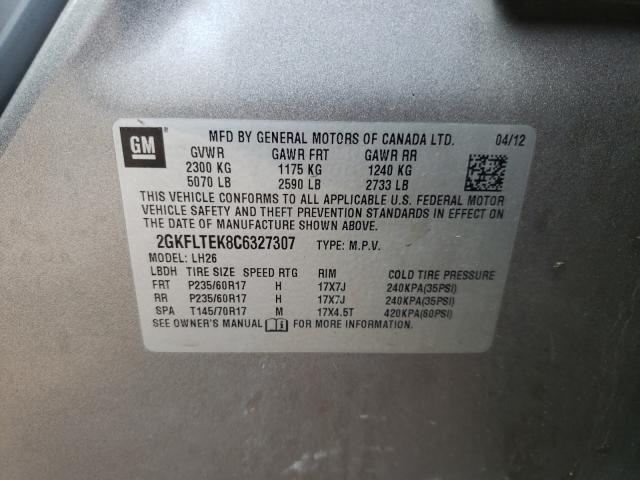 GM
MFD BY GENERAL MOTORS OF CANADA LTD. 04/12
GVWR GAWR FRT GAWR RR
2300 KG 1175 KG 1240 KG
5070 LB 2590 LB 2733 LB
THIS VEHICLE CONFORMS TO ALL APPLICABLE U.S. FEDERAL MOTOR
VEHICLE SAFETY AND THEFT PREVENTION STANDARDS IN EFFECT ON
THE DATE OF MANUFACTURE SHOWN ABOVE.
2GKFLTEK8C6327307 TYPE: M.P.V.
MODEL: LH26
LBDH TIRE SIZE SPEED RTG RIM COLD TIRE PRESSURE
FRT P235/60R17 H 17X7J 240KPA(35PSI)
RR P235/60R17 H 17X7J 240KPA(35PSI)
SPA T145/70R17 M 17X4.5T 420KPA(60PSI)
SEE OWNER'S MANUAL FOR MORE INFORMATION.